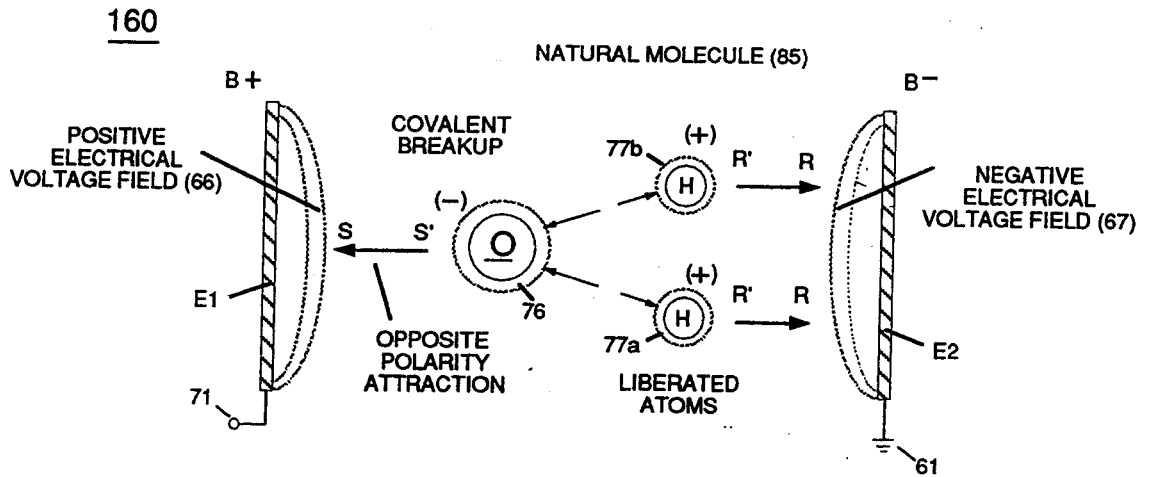 160
NATURAL MOLECULE (85)
B+
B-
POSITIVE
ELECTRICAL
VOLTAGE FIELD (66)
COVALENT
BREAKUP
77b
(+)
H
R'
R
NEGATIVE
ELECTRICAL
VOLTAGE FIELD (67)
(-)
S
S'
O
76
E1
(+)
H
R'
R
77a
E2
OPPOSITE
POLARITY
ATTRACTION
LIBERATED
ATOMS
71
61